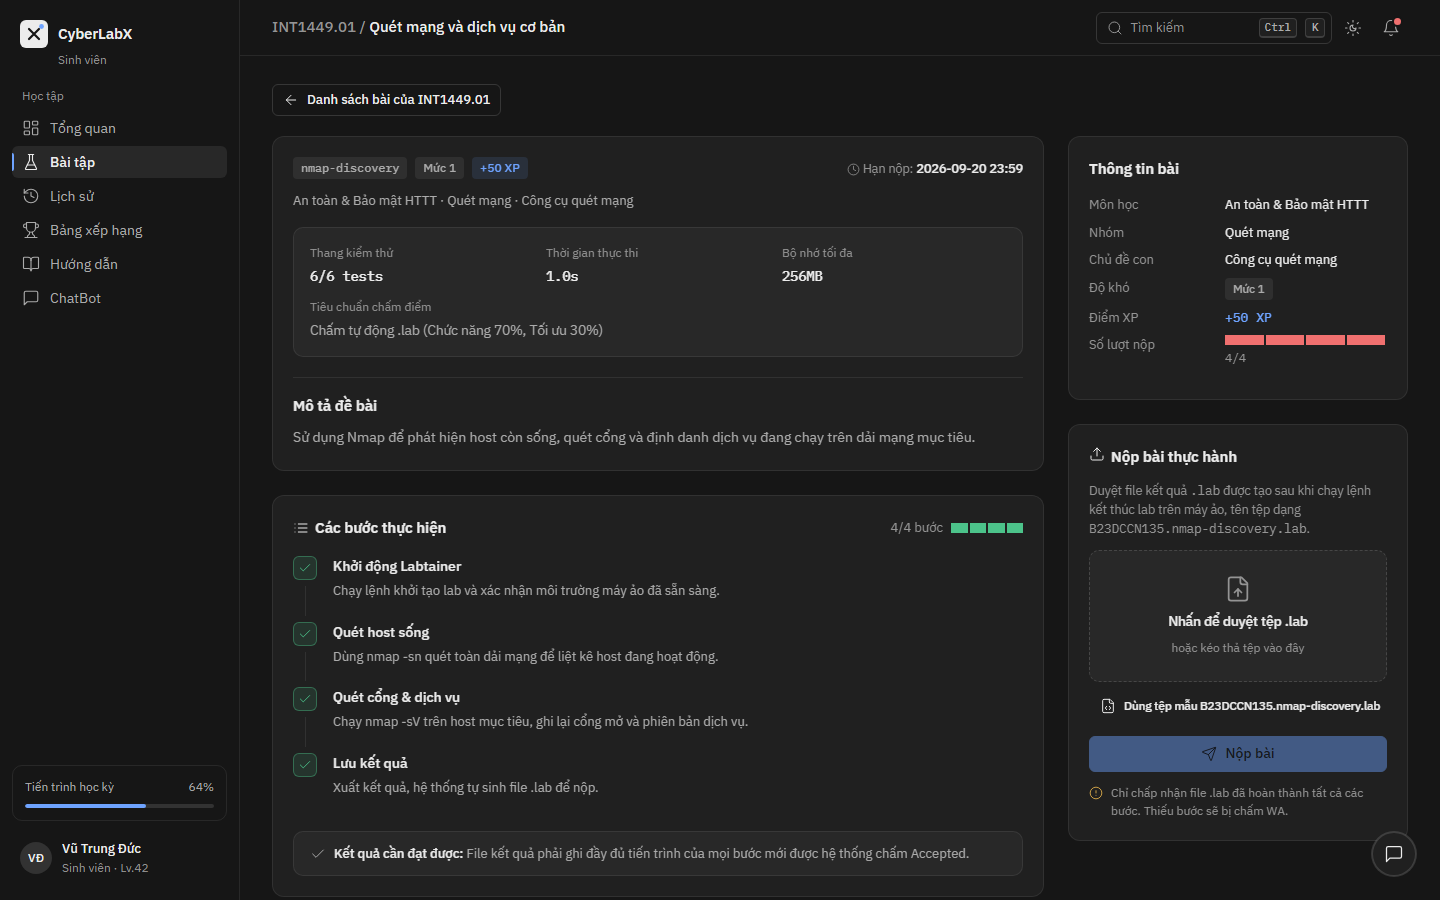 CyberLabX
Sinh viên
Học tập
Tổng quan
Bài tập
Lịch sử
Bảng xếp hạng
Hướng dẫn
ChatBot
Tiến trình học kỳ 64%
VĐ
Vũ Trung Đức
Sinh viên · Lv.42
INT1449.01 / Quét mạng và dịch vụ cơ bản
Tìm kiếm Ctrl K
Danh sách bài của INT1449.01
nmap-discovery Mức 1 +50 XP
Hạn nộp: 2026-09-20 23:59
An toàn & Bảo mật HTTT · Quét mạng · Công cụ quét mạng
Thang kiểm thử Thời gian thực thi Bộ nhớ tối đa
6/6 tests 1.0s 256MB
Tiêu chuẩn chấm điểm
Chấm tự động .lab (Chức năng 70%, Tối ưu 30%)
Mô tả đề bài
Sử dụng Nmap để phát hiện host còn sống, quét cổng và định danh dịch vụ đang chạy trên dải mạng mục tiêu.
Các bước thực hiện 4/4 bước
Khởi động Labtainer
Chạy lệnh khởi tạo lab và xác nhận môi trường máy ảo đã sẵn sàng.
Quét host sống
Dùng nmap -sn quét toàn dải mạng để liệt kê host đang hoạt động.
Quét cổng & dịch vụ
Chạy nmap -sV trên host mục tiêu, ghi lại cổng mở và phiên bản dịch vụ.
Lưu kết quả
Xuất kết quả, hệ thống tự sinh file .lab để nộp.
Kết quả cần đạt được: File kết quả phải ghi đầy đủ tiến trình của mọi bước mới được hệ thống chấm Accepted.
Thông tin bài
Môn học An toàn & Bảo mật HTTT
Nhóm Quét mạng
Chủ đề con Công cụ quét mạng
Độ khó Mức 1
Điểm XP +50 XP
Số lượt nộp
4/4
Nộp bài thực hành
Duyệt file kết quả .lab được tạo sau khi chạy lệnh
kết thúc lab trên máy ảo, tên tệp dạng
B23DCCN135.nmap-discovery.lab.
Nhấn để duyệt tệp .lab
hoặc kéo thả tệp vào đây
Dùng tệp mẫu B23DCCN135.nmap-discovery.lab
Nộp bài
Chỉ chấp nhận file .lab đã hoàn thành tất cả các
bước. Thiếu bước sẽ bị chấm WA.